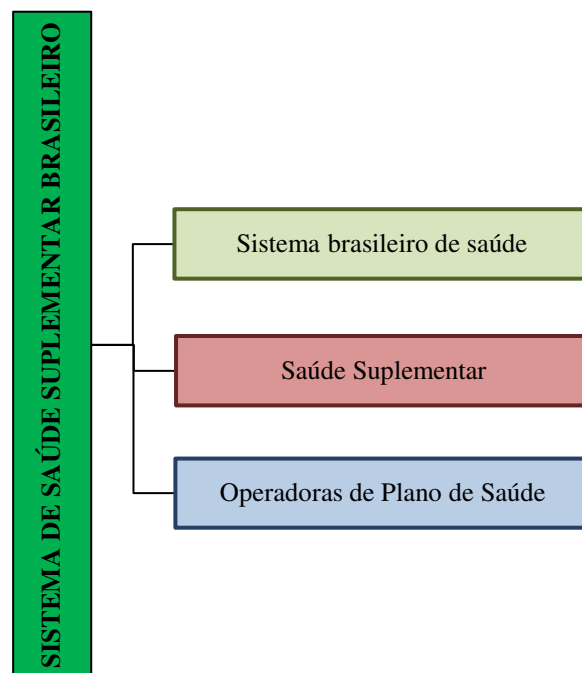 SISTEMA DE SAÚDE SUPLEMENTAR BRASILEIRO
Sistema brasileiro de saúde
Saúde Suplementar
Operadoras de Plano de Saúde